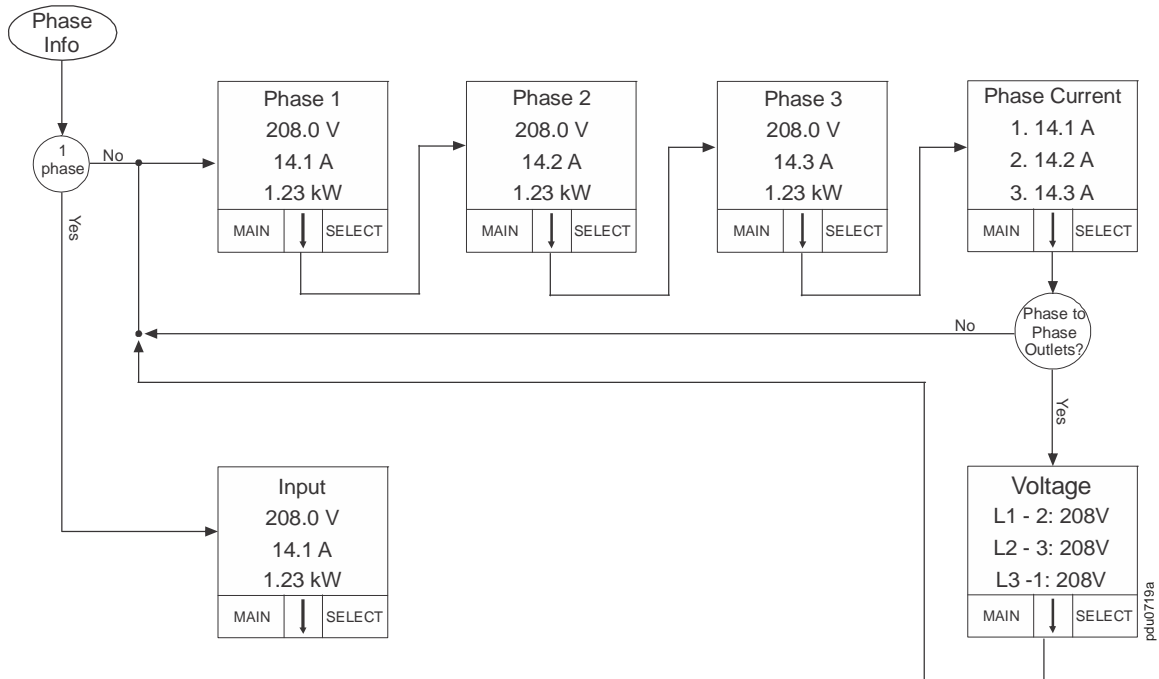 Phase
Info
1
phase
No
Yes
Phase 1
208.0 V
14.1 A
1.23 kW
MAIN
SELECT
Phase 2
208.0 V
14.2 A
1.23 kW
MAIN
SELECT
Phase 3
208.0 V
14.3 A
1.23 kW
MAIN
SELECT
Phase Current
1. 14.1 A
2. 14.2 A
3. 14.3 A
MAIN
SELECT
Phase to
Phase
Outlets?
No
Yes
Input
208.0 V
14.1 A
1.23 kW
MAIN
SELECT
Voltage
L1 - 2: 208V
L2 - 3: 208V
L3 -1: 208V
MAIN
SELECT
pdu0719a